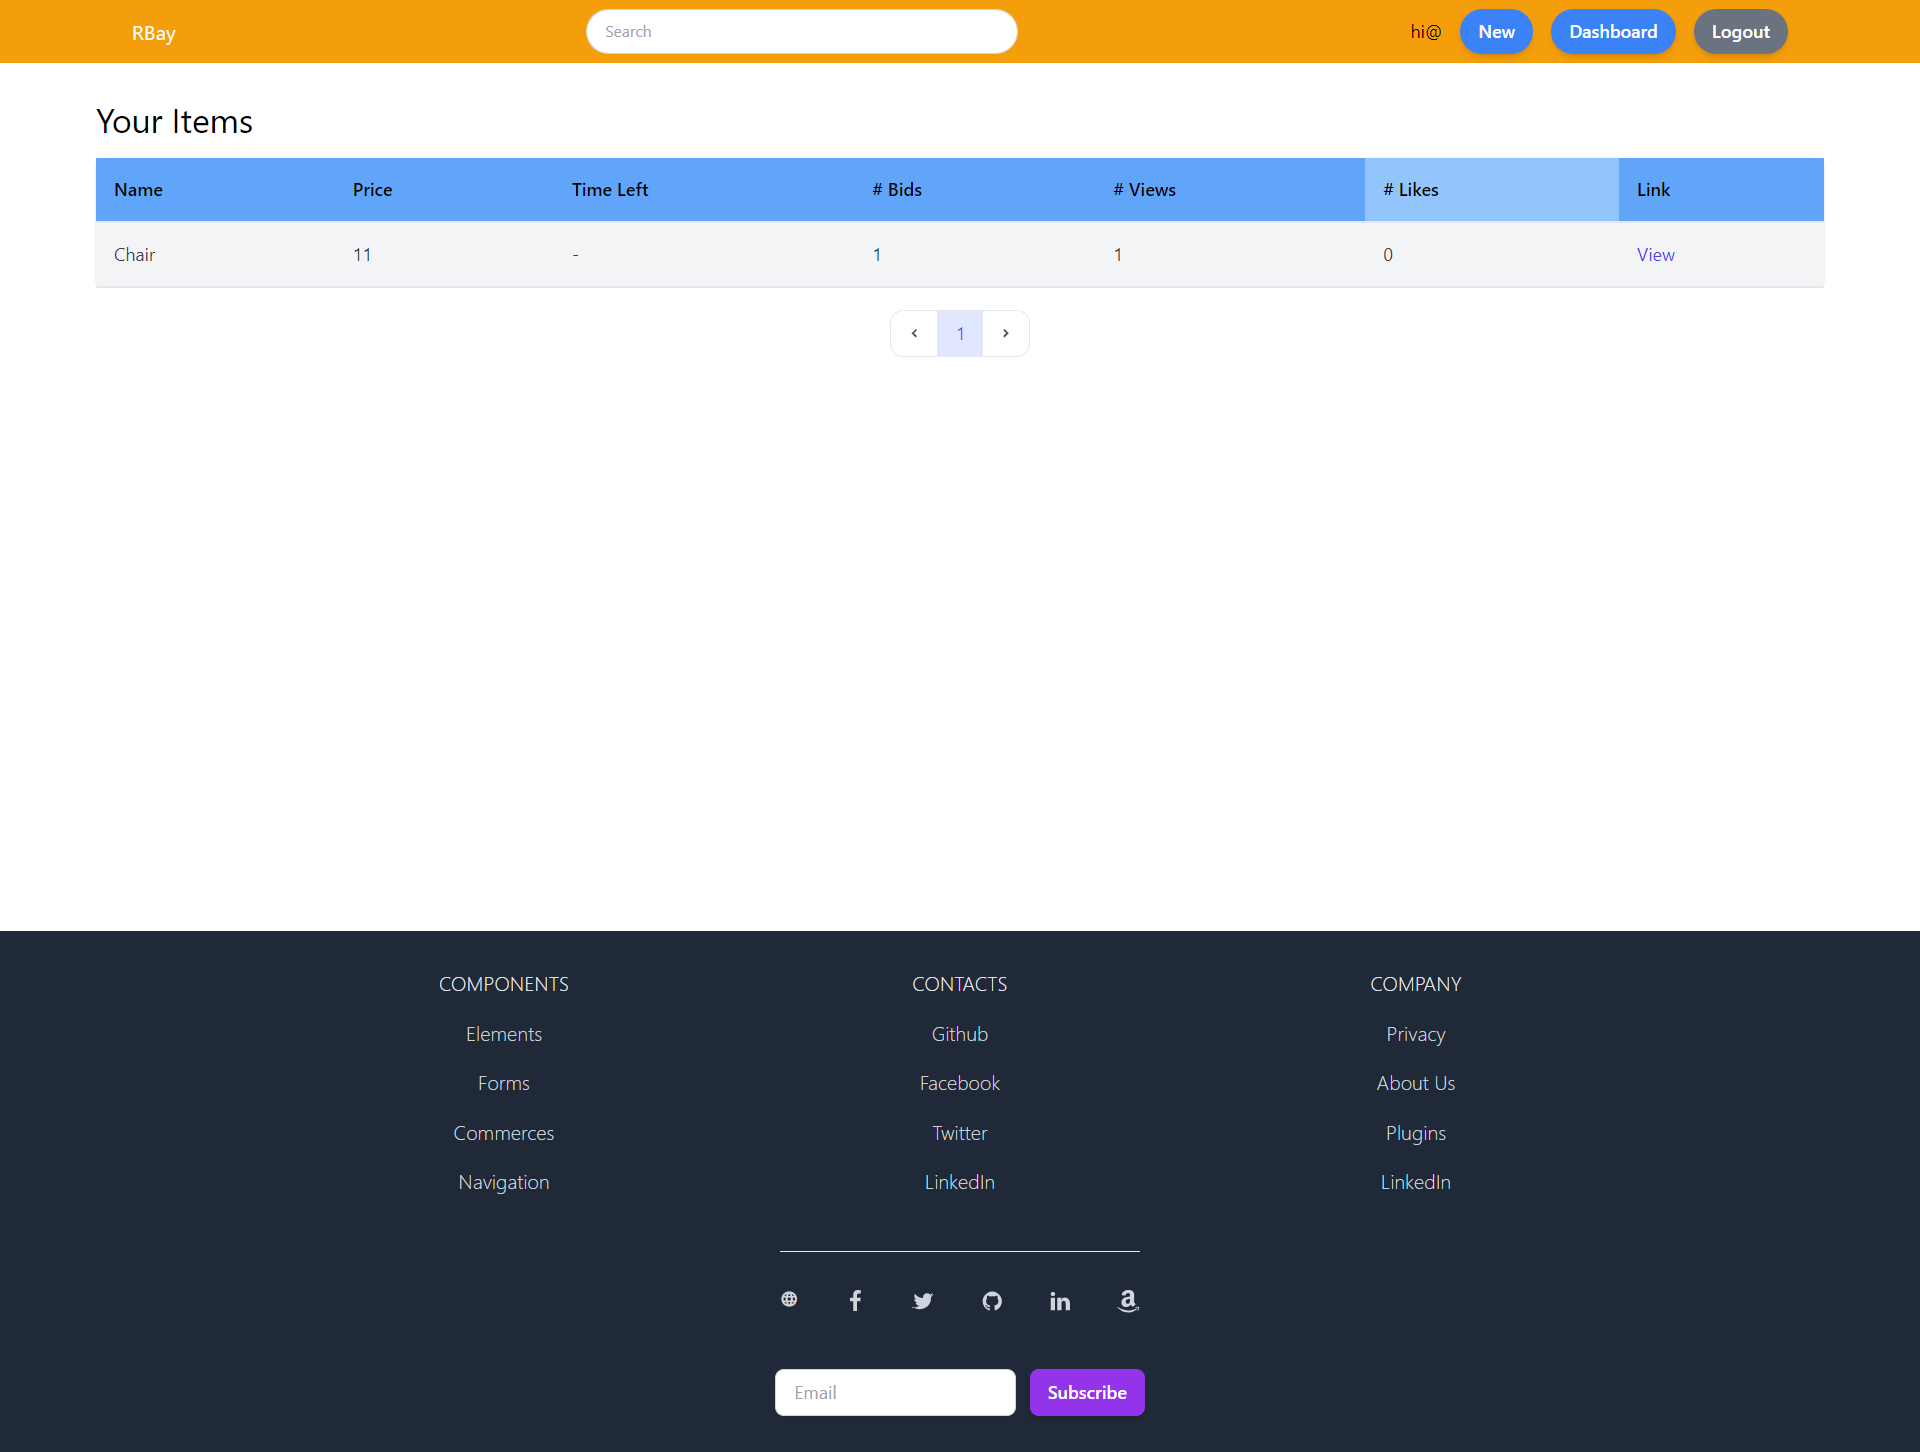 RBay
Search
hi@
New
Dashboard
Logout
Your Items
Name Price Time Left # Bids # Views # Likes Link
Chair 11 - 1 1 0 View
‹ 1 ›
COMPONENTS CONTACTS COMPANY
Elements Github Privacy
Forms Facebook About Us
Commerces Twitter Plugins
Navigation LinkedIn LinkedIn
Email
Subscribe